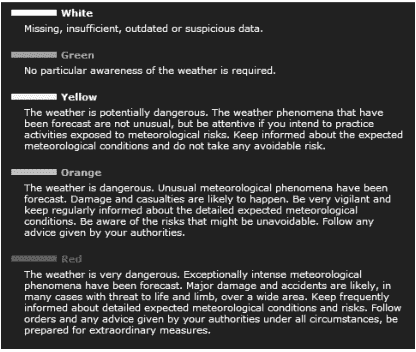 White
Missing, insufficient, outdated or suspicious data.
Green
No particular awareness of the weather is required.
Yellow
The weather is potentially dangerous. The weather phenomena that have
been forecast are not unusual, but be attentive if you intend to practice
activities exposed to meteorological risks. Keep informed about the expected
meteorological conditions and do not take any avoidable risk.
Orange
The weather is dangerous. Unusual meteorological phenomena have been
forecast. Damage and casualties are likely to happen. Be very vigilant and
keep regularly informed about the detailed expected meteorological
conditions. Be aware of the risks that might be unavoidable. Follow any
advice given by your authorities.
Red
The weather is very dangerous. Exceptionally intense meteorological
phenomena have been forecast. Major damage and accidents are likely, in
many cases with threat to life and limb, over a wide area. Keep frequently
informed about detailed expected meteorological conditions and risks. Follow
orders and any advice given by your authorities under all circumstances, be
prepared for extraordinary measures.